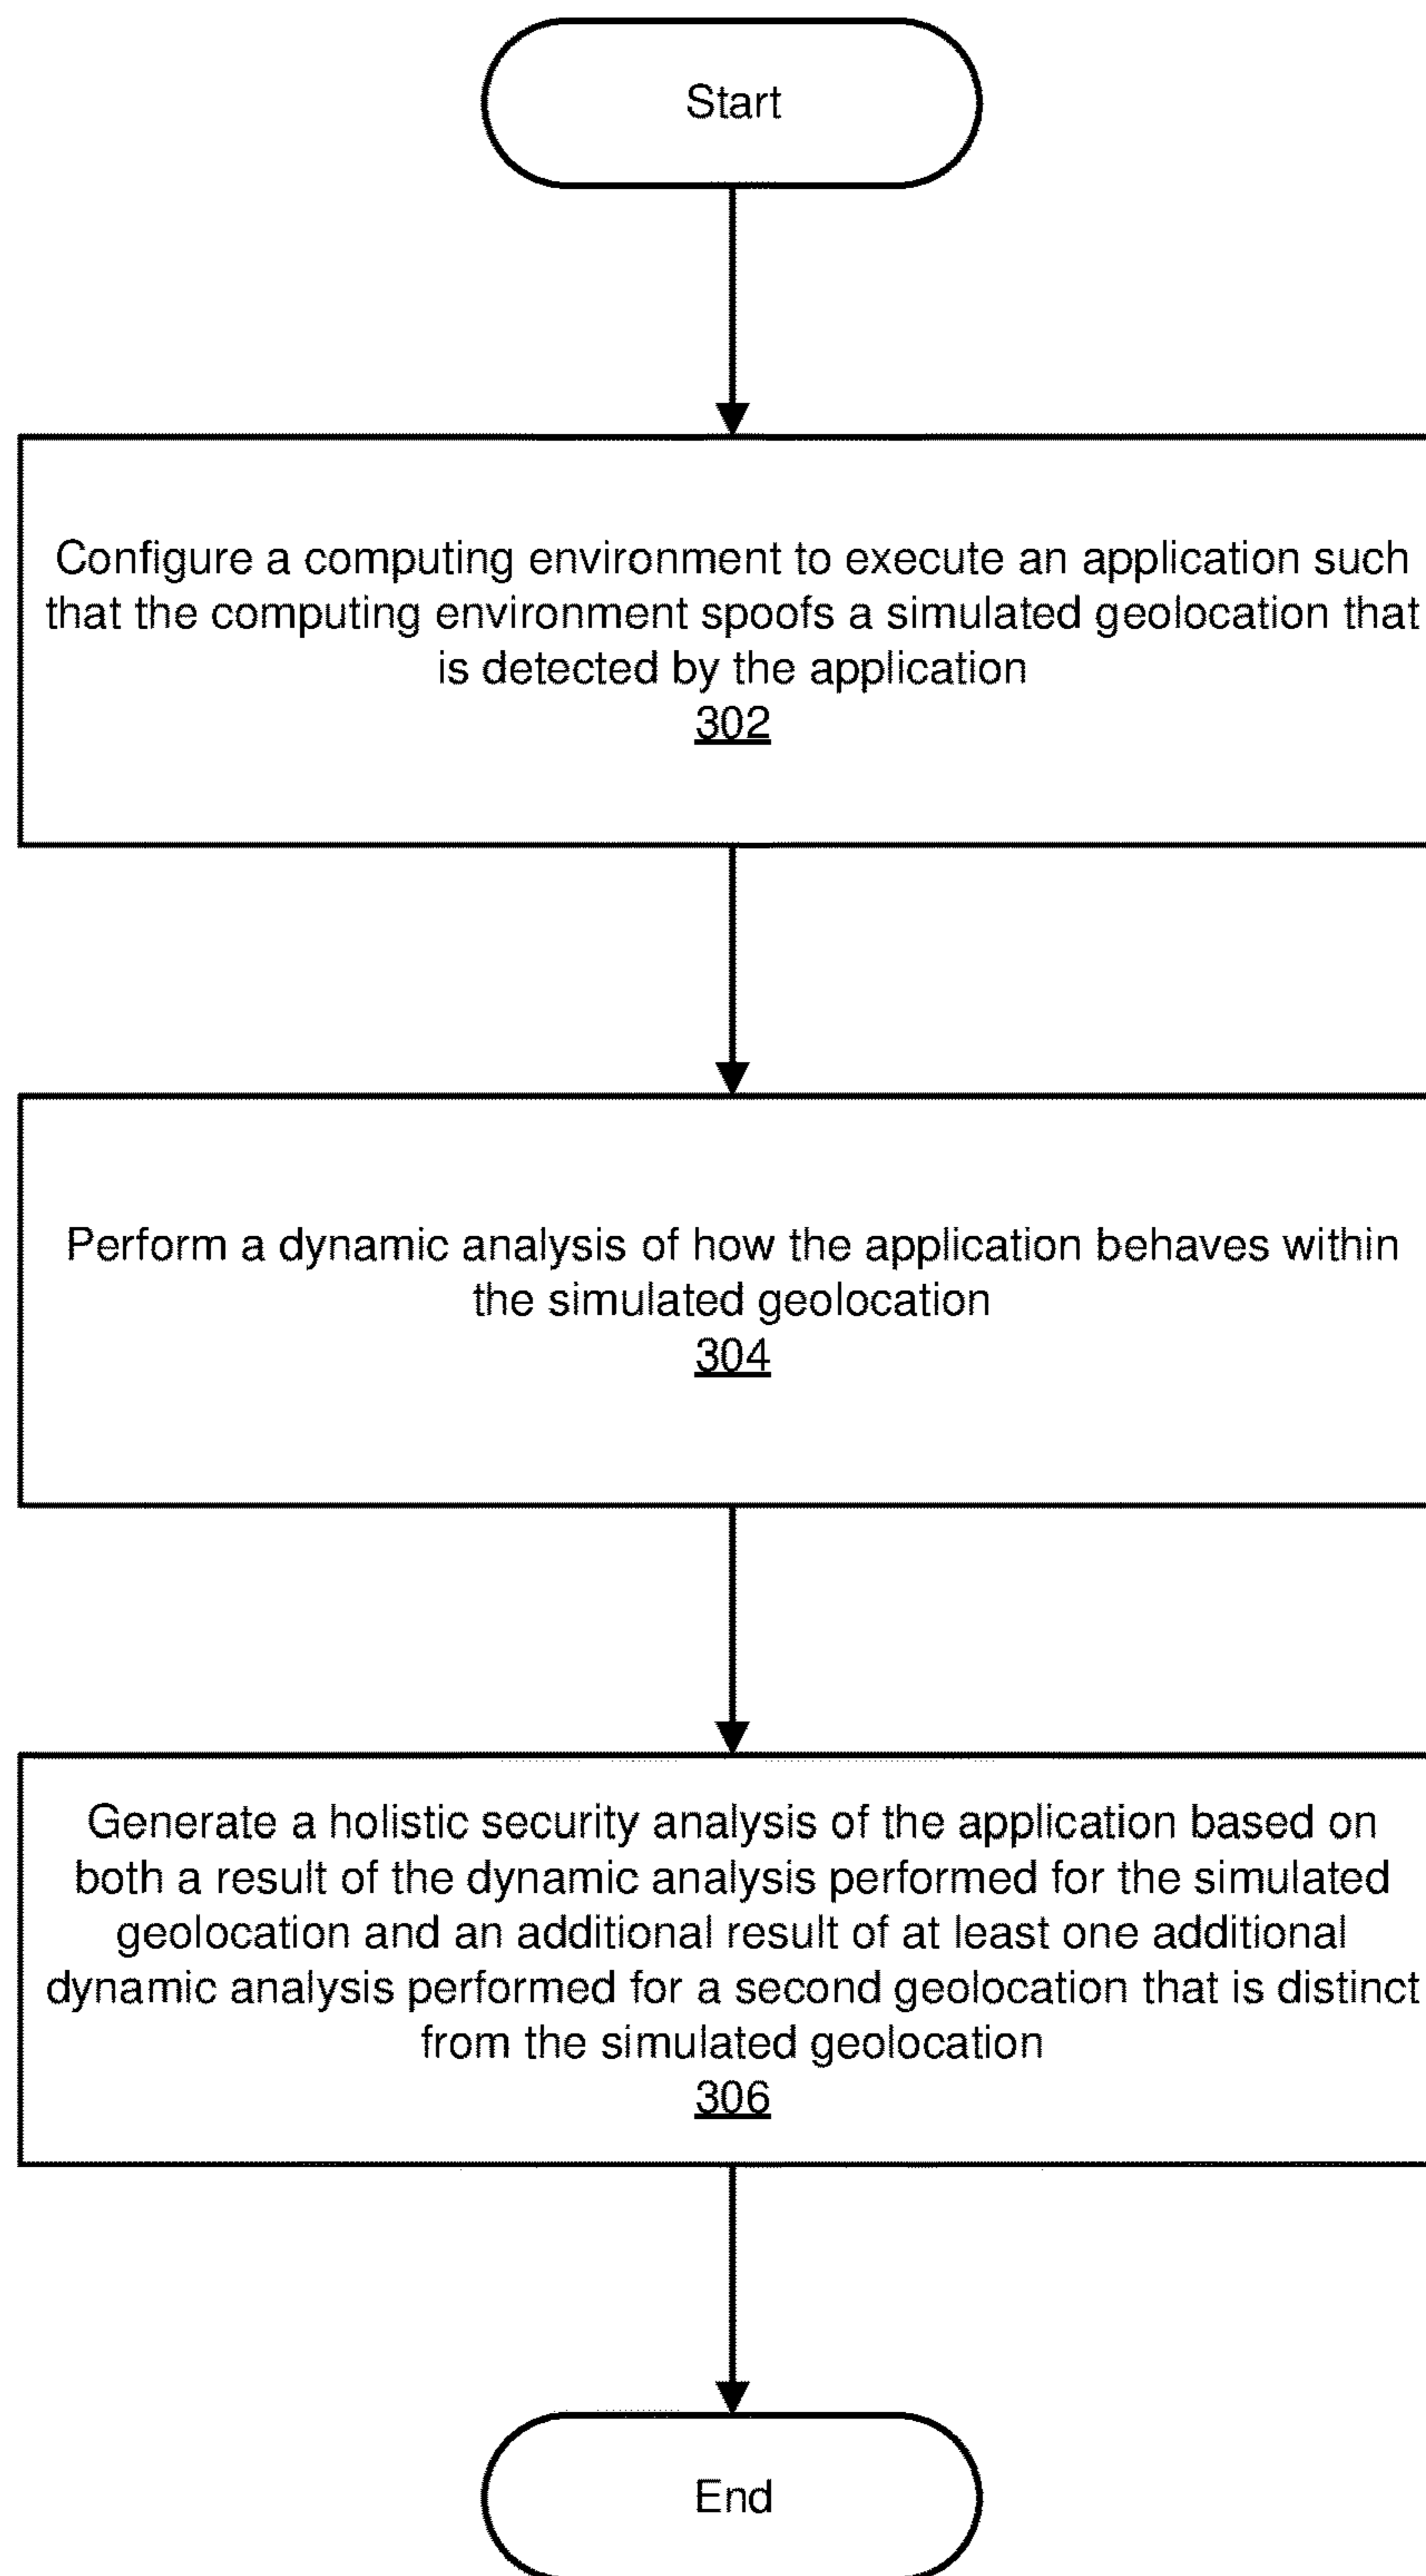 Start
Configure a computing environment to execute an application such
that the computing environment spoofs a simulated geolocation that
is detected by the application
302
Perform a dynamic analysis of how the application behaves within
the simulated geolocation
304
Generate a holistic security analysis of the application based on
both a result of the dynamic analysis performed for the simulated
geolocation and an additional result of at least one additional
dynamic analysis performed for a second geolocation that is distinct
from the simulated geolocation
306
End